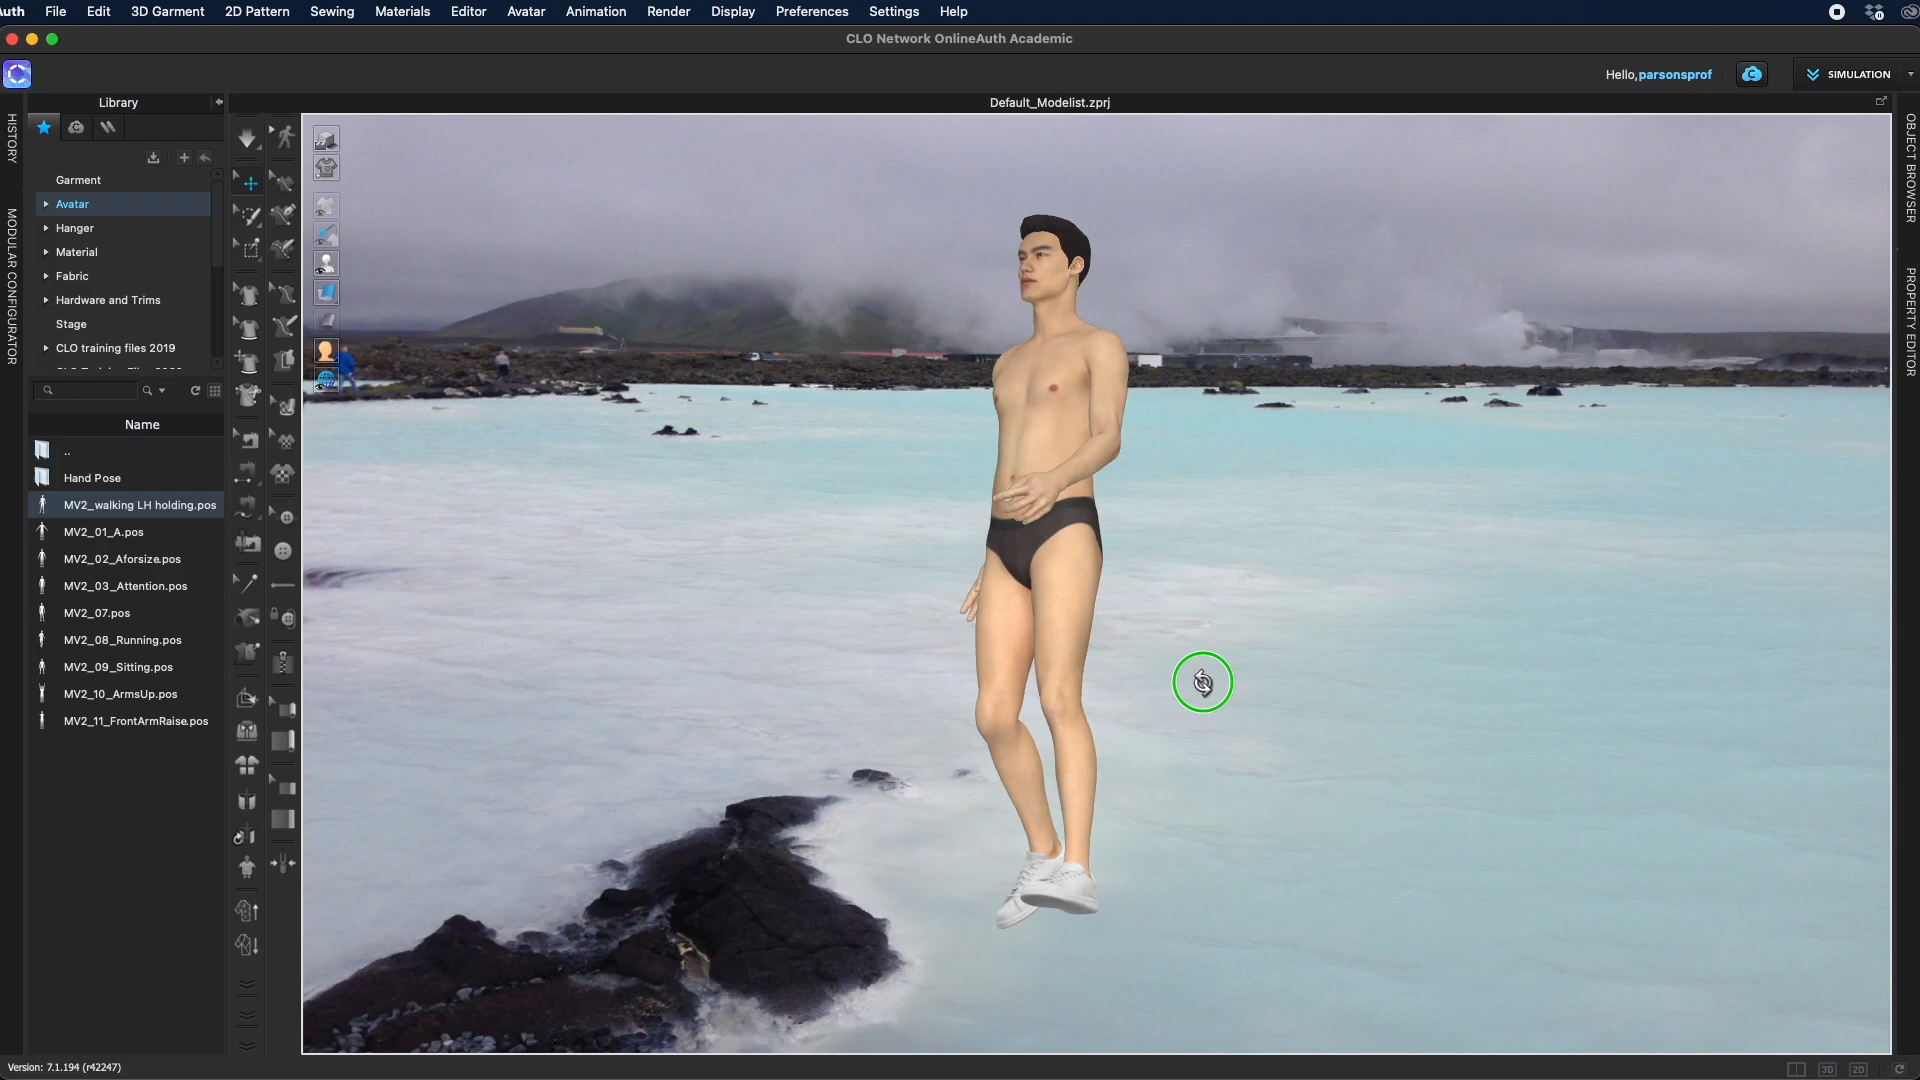 uth File Edit 3D Garment 2D Pattern Sewing Materials Editor Avatar Animation Render Display Preferences Settings Help
CLO Network OnlineAuth Academic
Hello, parsonsprof
SIMULATION
Library
Default_Modelist.zprj
HISTORY
MODULAR CONFIGURATOR
Garment
Avatar
Hanger
Material
Fabric
Hardware and Trims
Stage
CLO training files 2019
Name
..
Hand Pose
MV2_walking LH holding.pos
MV2_01_A.pos
MV2_02_Aforsize.pos
MV2_03_Attention.pos
MV2_07.pos
MV2_08_Running.pos
MV2_09_Sitting.pos
MV2_10_ArmsUp.pos
MV2_11_FrontArmRaise.pos
OBJECT BROWSER
PROPERTY EDITOR
Version: 7.1.194 (r42247)
3D
2D